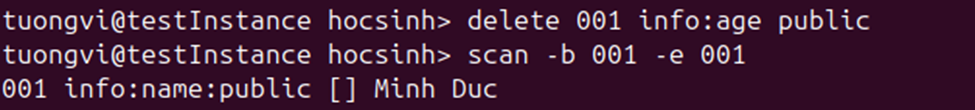 tuongvi@testInstance hocsinh> delete 001 info:age public
tuongvi@testInstance hocsinh> scan -b 001 -e 001
001 info:name:public [] Minh Duc